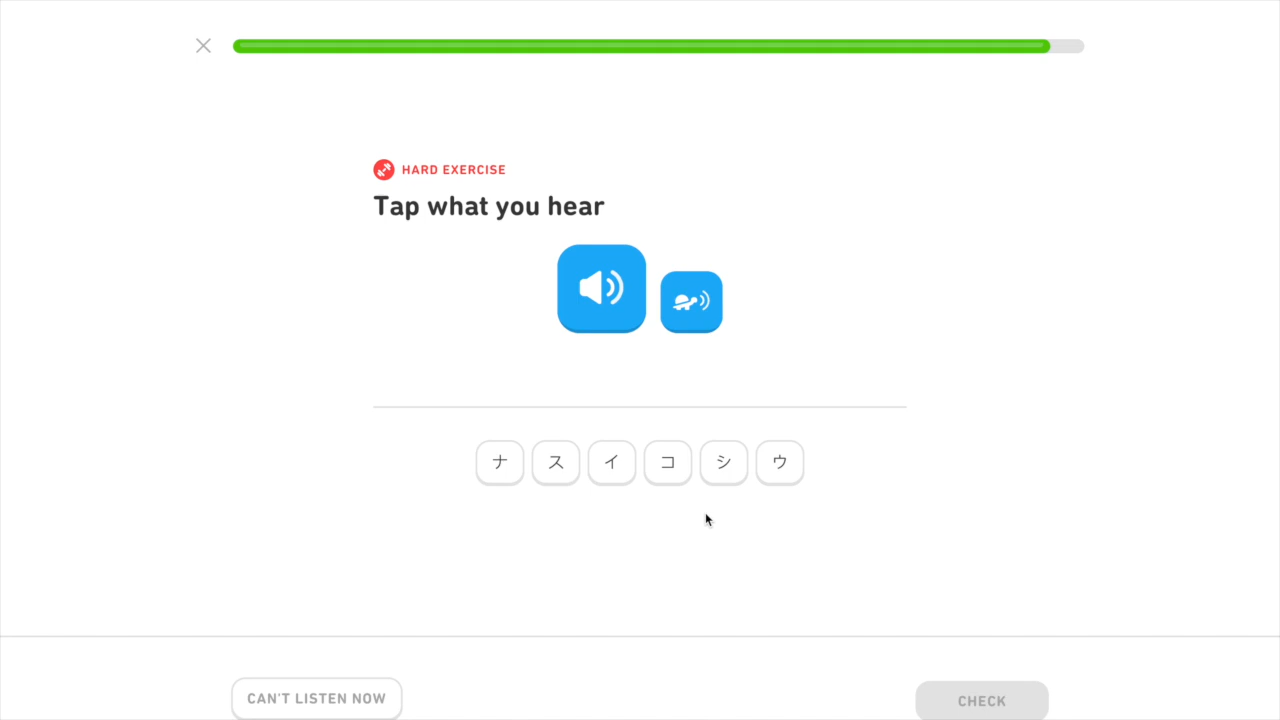 HARD EXERCISE
Tap what you hear
ナ ス イ コ シ ウ
CAN'T LISTEN NOW
CHECK